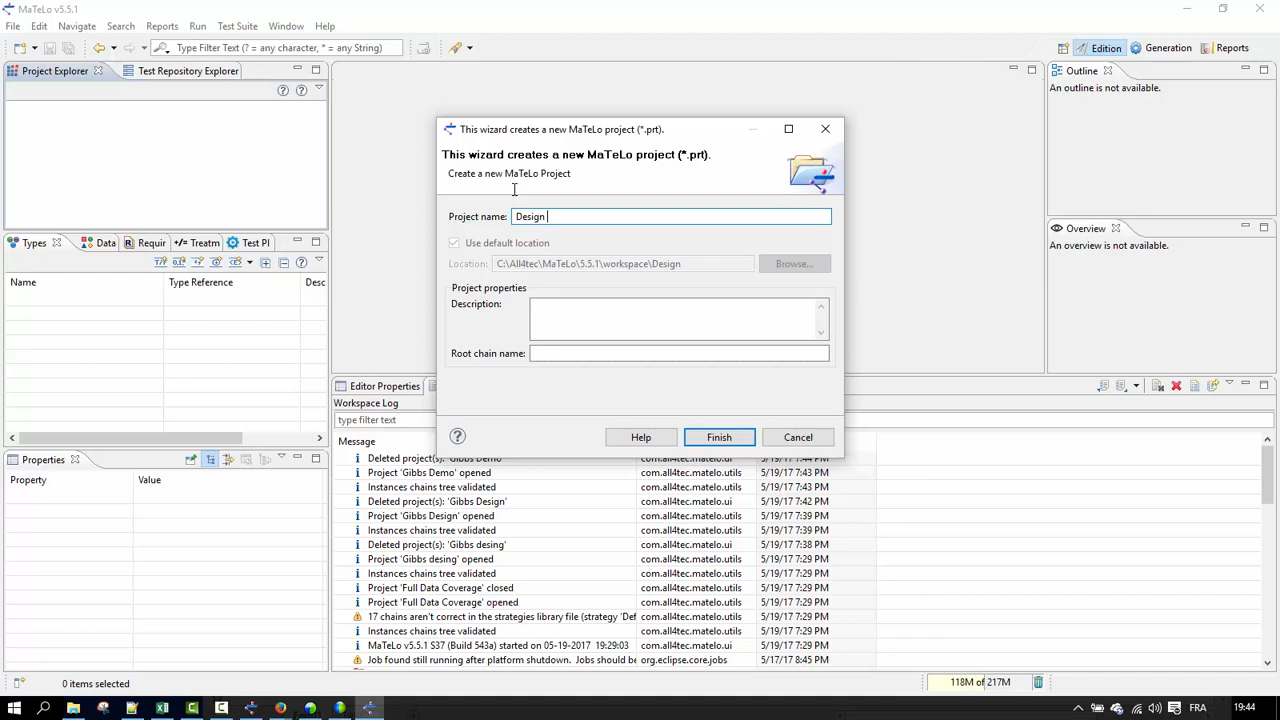 MaTeLo v5.5.1
File Edit Navigate Search Reports Run Test Suite Window Help
Type Filter Text (? = any character, * = any String)
Edition Generation Reports
Project Explorer Test Repository Explorer
Outline
An outline is not available.
This wizard creates a new MaTeLo project (*.prt).
This wizard creates a new MaTeLo project (*.prt).
Create a new MaTeLo Project
Project name: Design
Use default location
Location: C:\All4tec\MaTeLo\5.5.1\workspace\Design Browse...
Project properties
Description:
Root chain name:
Help Finish Cancel
Overview
An overview is not available.
Types Data Requir Treatm Test Pl
Name Type Reference Desc
Editor Properties
Workspace Log
type filter text
Message
Deleted project(s): 'Gibbs Demo' com.all4tec.matelo.ui 5/19/17 7:44 PM
Project 'Gibbs Demo' opened com.all4tec.matelo.utils 5/19/17 7:43 PM
Instances chains tree validated com.all4tec.matelo.utils 5/19/17 7:43 PM
Deleted project(s): 'Gibbs Design' com.all4tec.matelo.ui 5/19/17 7:42 PM
Project 'Gibbs Design' opened com.all4tec.matelo.utils 5/19/17 7:39 PM
Instances chains tree validated com.all4tec.matelo.utils 5/19/17 7:39 PM
Deleted project(s): 'Gibbs desing' com.all4tec.matelo.ui 5/19/17 7:38 PM
Project 'Gibbs desing' opened com.all4tec.matelo.utils 5/19/17 7:29 PM
Instances chains tree validated com.all4tec.matelo.utils 5/19/17 7:29 PM
Project 'Full Data Coverage' closed com.all4tec.matelo.utils 5/19/17 7:29 PM
Project 'Full Data Coverage' opened com.all4tec.matelo.utils 5/19/17 7:29 PM
17 chains aren't correct in the strategies library file (strategy 'Def com.all4tec.matelo.utils 5/19/17 7:29 PM
Instances chains tree validated com.all4tec.matelo.utils 5/19/17 7:29 PM
MaTeLo v5.5.1 S37 (Build 543a) started on 05-19-2017 19:29:03 com.all4tec.matelo.ui 5/19/17 7:29 PM
Job found still running after platform shutdown. Jobs should be org.eclipse.core.jobs 5/17/17 8:45 PM
Properties
Property Value
0 items selected
118M of 217M
FRA 19:44